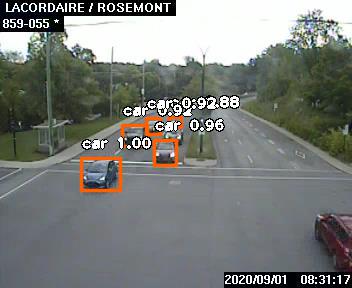 LACORDAIRE / ROSEMONT
859-055 *
car 0.88
car 0.92
car 0.96
car 1.00
2020/09/01 08:31:17